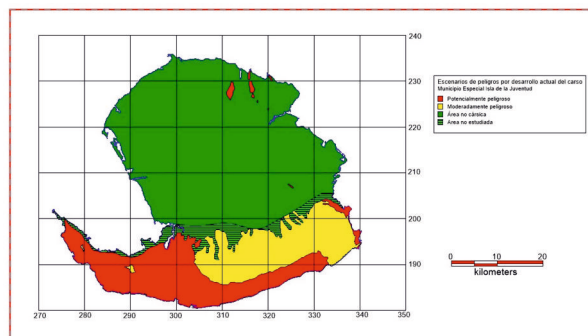 240
230
220
210
200
190
270 280 290 300 310 320 330 340 350
Escenarios de peligros por desarrollo actual del carso
Municipio Especial Isla de la Juventud
Potencialmente peligroso
Moderadamente peligroso
Área no cársica
Área no estudiada
0 10 20
kilometers